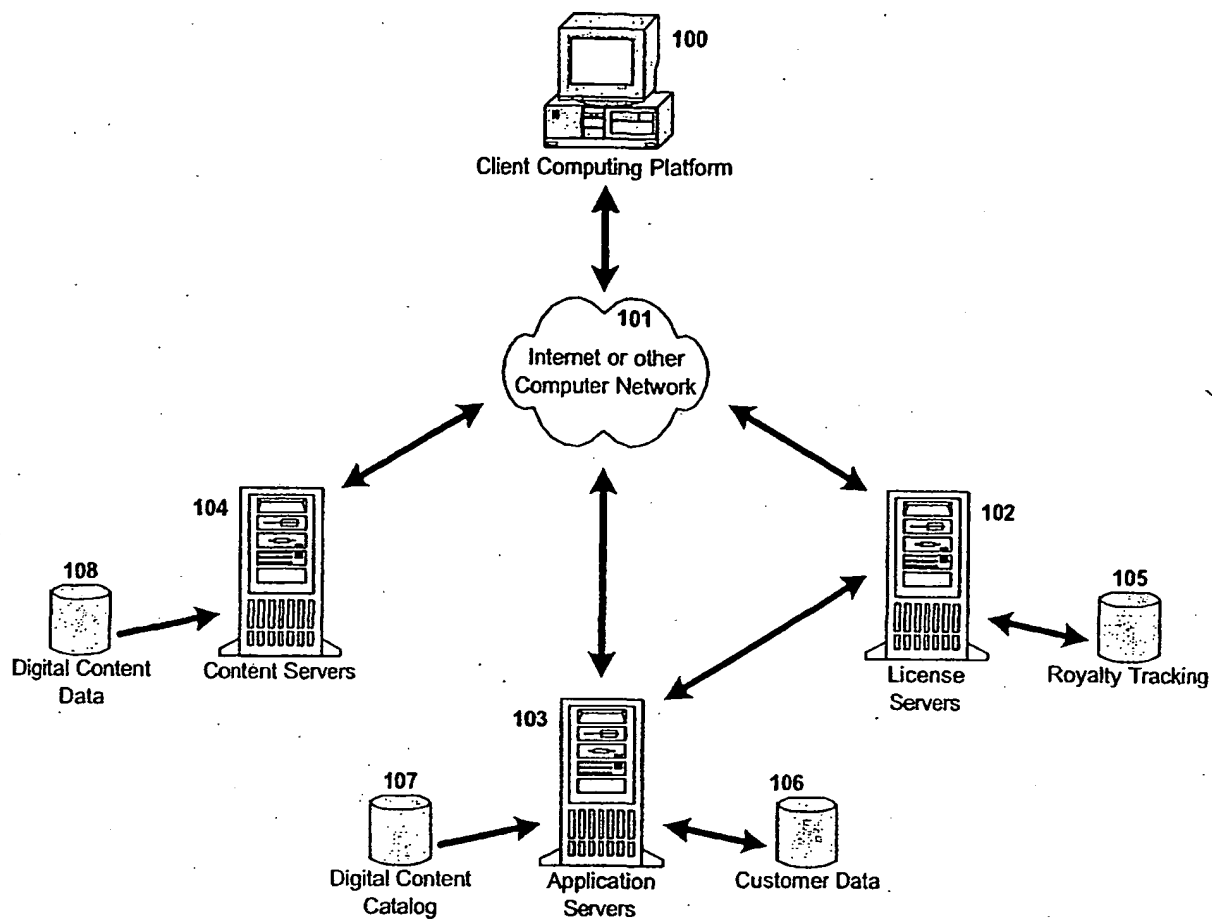 100
Client Computing Platform
101
Internet or other
Computer Network
104
102
108
105
Digital Content
Data
Content Servers
License
Servers
Royalty Tracking
103
107
106
Digital Content
Catalog
Application
Servers
Customer Data